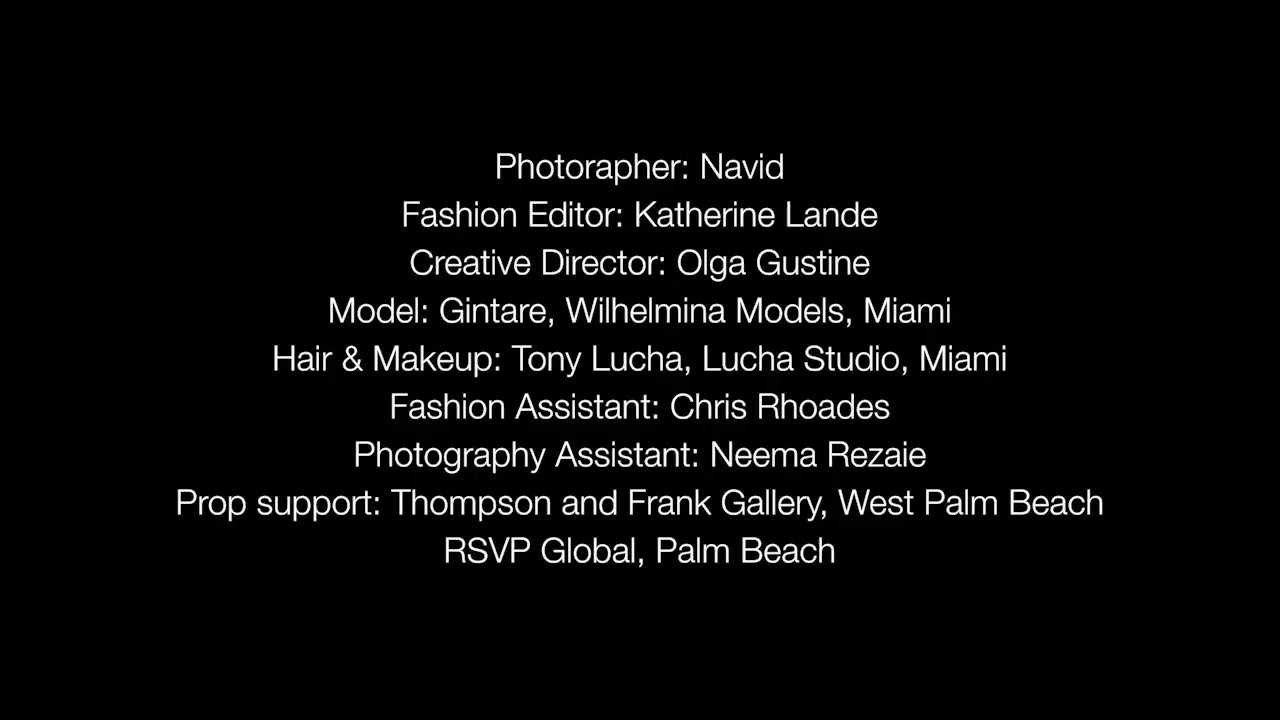 Photorapher: Navid
Fashion Editor: Katherine Lande
Creative Director: Olga Gustine
Model: Gintare, Wilhelmina Models, Miami
Hair & Makeup: Tony Lucha, Lucha Studio, Miami
Fashion Assistant: Chris Rhoades
Photography Assistant: Neema Rezaie
Prop support: Thompson and Frank Gallery, West Palm Beach
RSVP Global, Palm Beach